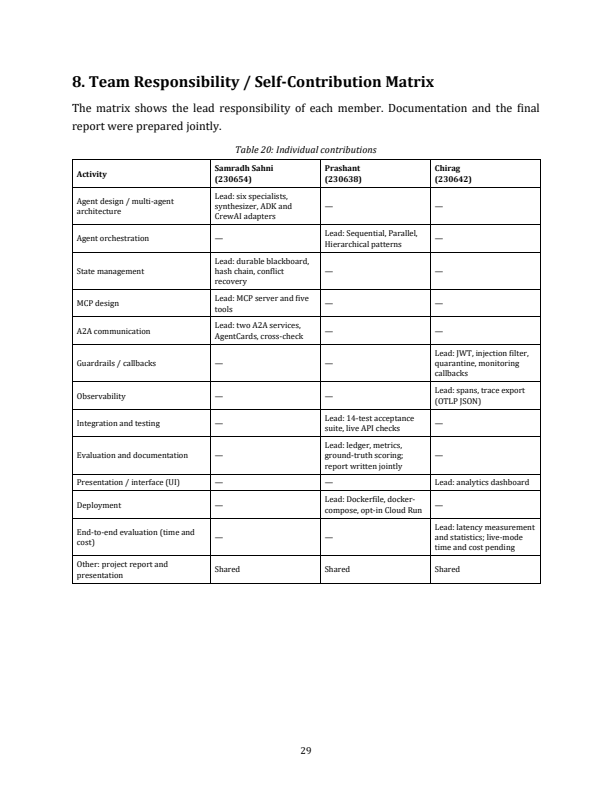 8. Team Responsibility / Self-Contribution Matrix
The matrix shows the lead responsibility of each member. Documentation and the final
report were prepared jointly.
Table 20: Individual contributions
Activity
Samradh Sahni
(230654)
Prashant
(230638)
Chirag
(230642)
Agent design / multi-agent
architecture
Lead: six specialists,
synthesizer, ADK and
CrewAI adapters
—
—
Agent orchestration
—
Lead: Sequential, Parallel,
Hierarchical patterns
—
State management
Lead: durable blackboard,
hash chain, conflict
recovery
—
—
MCP design
Lead: MCP server and five
tools
—
—
A2A communication
Lead: two A2A services,
AgentCards, cross-check
—
—
Guardrails / callbacks
—
—
Lead: JWT, injection filter,
quarantine, monitoring
callbacks
Observability
—
—
Lead: spans, trace export
(OTLP JSON)
Integration and testing
—
Lead: 14-test acceptance
suite, live API checks
—
Evaluation and documentation
—
Lead: ledger, metrics,
ground-truth scoring;
report written jointly
—
Presentation / interface (UI)
—
—
Lead: analytics dashboard
Deployment
—
Lead: Dockerfile, docker-
compose, opt-in Cloud Run
—
End-to-end evaluation (time and
cost)
—
—
Lead: latency measurement
and statistics; live-mode
time and cost pending
Other: project report and
presentation
Shared
Shared
Shared
29